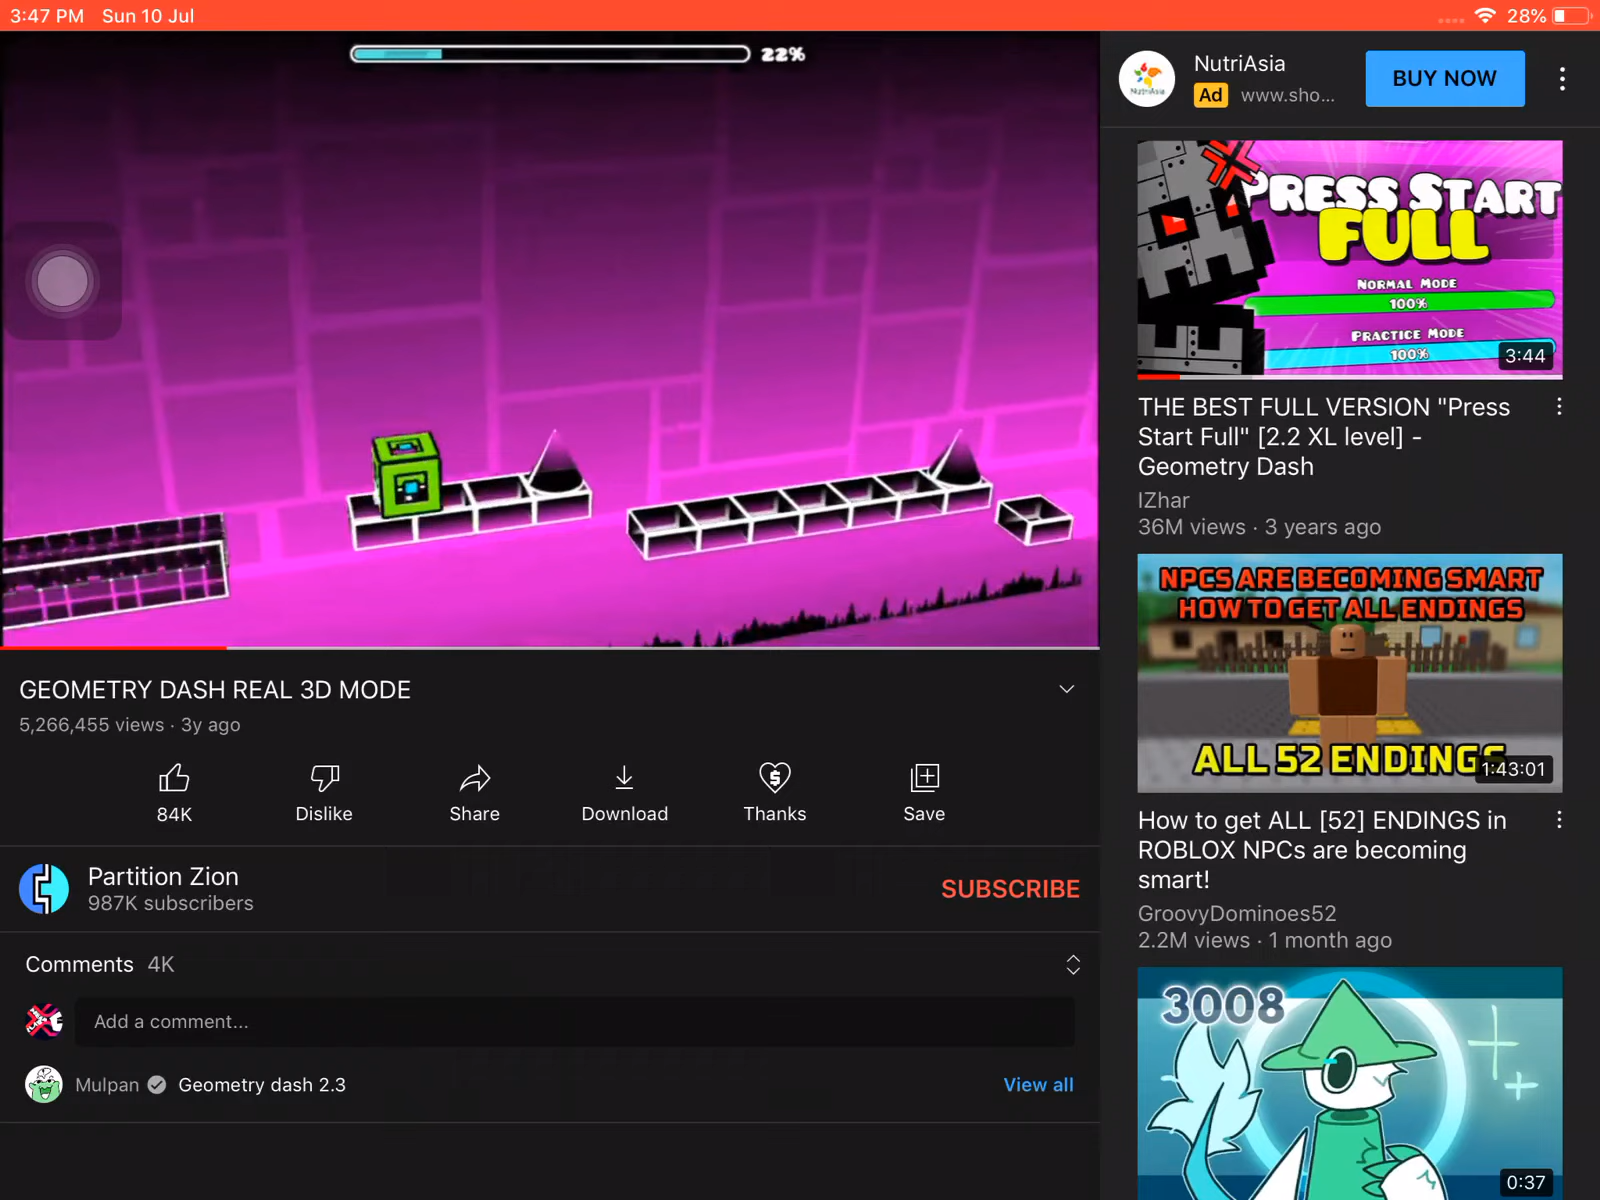 3:47 PM Sun 10 Jul
28%
22%
NutriAsia
NutriAsia
Ad www.sho...
BUY NOW
PRESS START
FULL
NORMAL MODE
100%
PRACTICE MODE
100%
3:44
THE BEST FULL VERSION "Press
Start Full" [2.2 XL level] -
Geometry Dash
IZhar
36M views · 3 years ago
NPCS ARE BECOMING SMART
HOW TO GET ALL ENDINGS
ALL 52 ENDINGS
1:43:01
How to get ALL [52] ENDINGS in
ROBLOX NPCs are becoming
smart!
GroovyDominoes52
2.2M views · 1 month ago
3008
0:37
GEOMETRY DASH REAL 3D MODE
5,266,455 views · 3y ago
84K
Dislike
Share
Download
Thanks
Save
Partition Zion
987K subscribers
SUBSCRIBE
Comments 4K
Add a comment...
Mulpan Geometry dash 2.3
View all